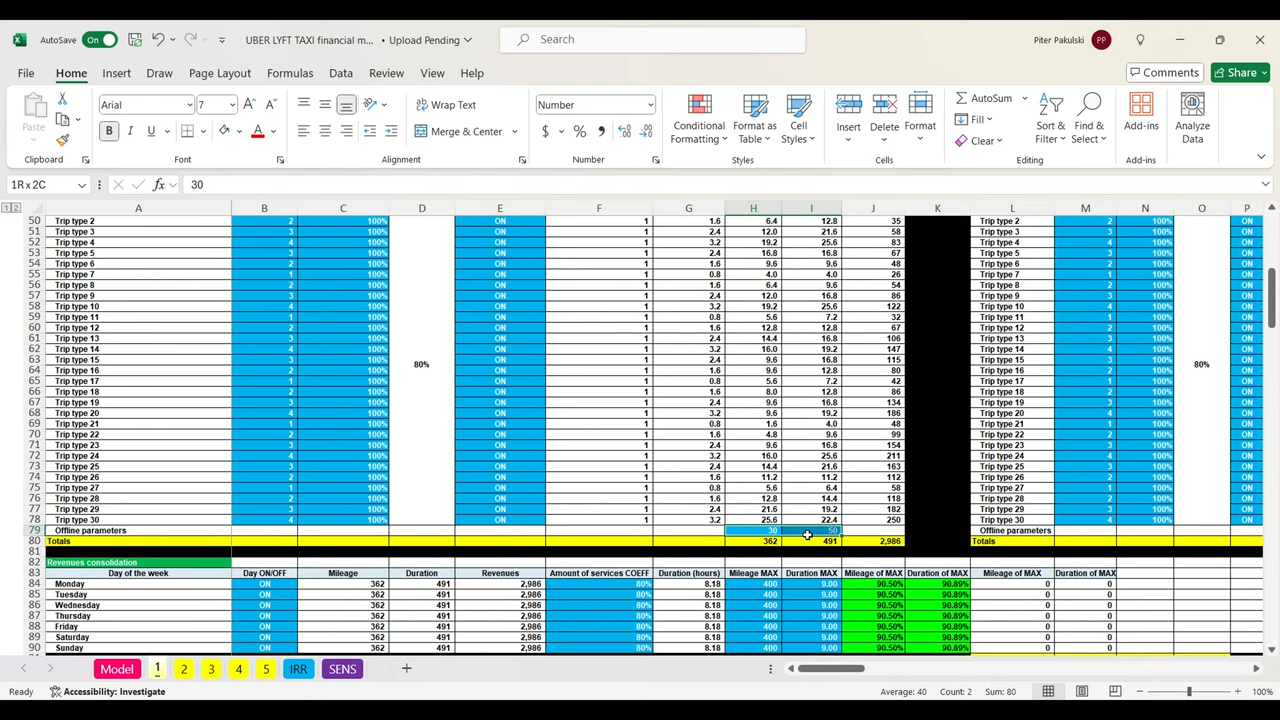 AutoSave On UBER LYFT TAXI financial m... • Upload Pending Search Piter Pakulski PP
File Home Insert Draw Page Layout Formulas Data Review View Help Comments Share
Paste Arial 7 Wrap Text Number Conditional Formatting Format as Table Cell Styles Insert Delete Format AutoSum Sort & Filter Find & Select Add-ins Analyze Data
B I U A Merge & Center $ % Fill
Clear
Clipboard Font Alignment Number Styles Cells Editing Add-ins
1R x 2C fx 30
1 2 A B C D E F G H I J K L M N O P
50 Trip type 2 2 100% ON 1 1.6 6.4 12.8 35 Trip type 2 2 100% ON
51 Trip type 3 3 100% ON 1 2.4 12.0 21.6 58 Trip type 3 3 100% ON
52 Trip type 4 4 100% ON 1 3.2 19.2 25.6 83 Trip type 4 4 100% ON
53 Trip type 5 3 100% ON 1 2.4 16.8 16.8 67 Trip type 5 3 100% ON
54 Trip type 6 2 100% ON 1 1.6 9.6 9.6 48 Trip type 6 2 100% ON
55 Trip type 7 1 100% ON 1 0.8 4.0 4.0 26 Trip type 7 1 100% ON
56 Trip type 8 2 100% ON 1 1.6 9.6 6.4 54 Trip type 8 2 100% ON
57 Trip type 9 3 100% ON 1 2.4 12.0 16.8 86 Trip type 9 3 100% ON
58 Trip type 10 4 100% ON 1 3.2 19.2 25.6 122 Trip type 10 4 100% ON
59 Trip type 11 1 100% ON 1 0.8 5.6 7.2 32 Trip type 11 1 100% ON
60 Trip type 12 2 100% ON 1 1.6 12.8 12.8 67 Trip type 12 2 100% ON
61 Trip type 13 3 100% ON 1 2.4 14.4 16.8 106 Trip type 13 3 100% ON
62 Trip type 14 4 100% ON 1 3.2 16.0 19.2 147 Trip type 14 4 100% ON
63 Trip type 15 3 100% 80% ON 1 2.4 9.6 16.8 115 Trip type 15 3 100% 80% ON
64 Trip type 16 2 100% ON 1 1.6 9.6 12.8 80 Trip type 16 2 100% ON
65 Trip type 17 1 100% ON 1 0.8 5.6 7.2 42 Trip type 17 1 100% ON
66 Trip type 18 2 100% ON 1 1.6 8.0 12.8 86 Trip type 18 2 100% ON
67 Trip type 19 3 100% ON 1 2.4 9.6 16.8 134 Trip type 19 3 100% ON
68 Trip type 20 4 100% ON 1 3.2 9.6 19.2 186 Trip type 20 4 100% ON
69 Trip type 21 1 100% ON 1 0.8 1.6 4.0 48 Trip type 21 1 100% ON
70 Trip type 22 2 100% ON 1 1.6 4.8 9.6 99 Trip type 22 2 100% ON
71 Trip type 23 3 100% ON 1 2.4 9.6 16.8 154 Trip type 23 3 100% ON
72 Trip type 24 4 100% ON 1 3.2 16.0 25.6 211 Trip type 24 4 100% ON
73 Trip type 25 3 100% ON 1 2.4 14.4 21.6 163 Trip type 25 3 100% ON
74 Trip type 26 2 100% ON 1 1.6 11.2 11.2 112 Trip type 26 2 100% ON
75 Trip type 27 1 100% ON 1 0.8 5.6 6.4 58 Trip type 27 1 100% ON
76 Trip type 28 2 100% ON 1 1.6 12.8 14.4 118 Trip type 28 2 100% ON
77 Trip type 29 3 100% ON 1 2.4 21.6 19.2 182 Trip type 29 3 100% ON
78 Trip type 30 4 100% ON 1 3.2 25.6 22.4 250 Trip type 30 4 100% ON
79 Offline parameters 30 50 Offline parameters
80 Totals 362 491 2,986 Totals
81
82 Revenues consolidation
83 Day of the week Day ON/OFF Mileage Duration Revenues Amount of services COEFF Duration (hours) Mileage MAX Duration MAX Mileage of MAX Duration of MAX Mileage of MAX Duration of MAX
84 Monday ON 362 491 2,986 80% 8.18 400 9.00 90.50% 90.89% 0 0
85 Tuesday ON 362 491 2,986 80% 8.18 400 9.00 90.50% 90.89% 0 0
86 Wednesday ON 362 491 2,986 80% 8.18 400 9.00 90.50% 90.89% 0 0
87 Thursday ON 362 491 2,986 80% 8.18 400 9.00 90.50% 90.89% 0 0
88 Friday ON 362 491 2,986 80% 8.18 400 9.00 90.50% 90.89% 0 0
89 Saturday ON 362 491 2,986 80% 8.18 400 9.00 90.50% 90.89% 0 0
90 Sunday ON 362 491 2,986 80% 8.18 400 9.00 90.50% 90.89% 0 0
Model 1 2 3 4 5 IRR SENS
Ready Accessibility: Investigate Average: 40 Count: 2 Sum: 80 100%